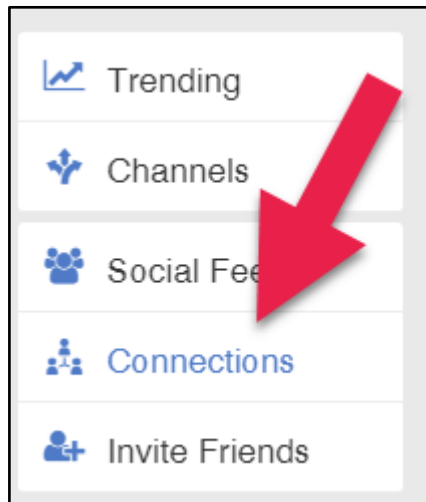 Trending
Channels
Social Fee
Connections
Invite Friends